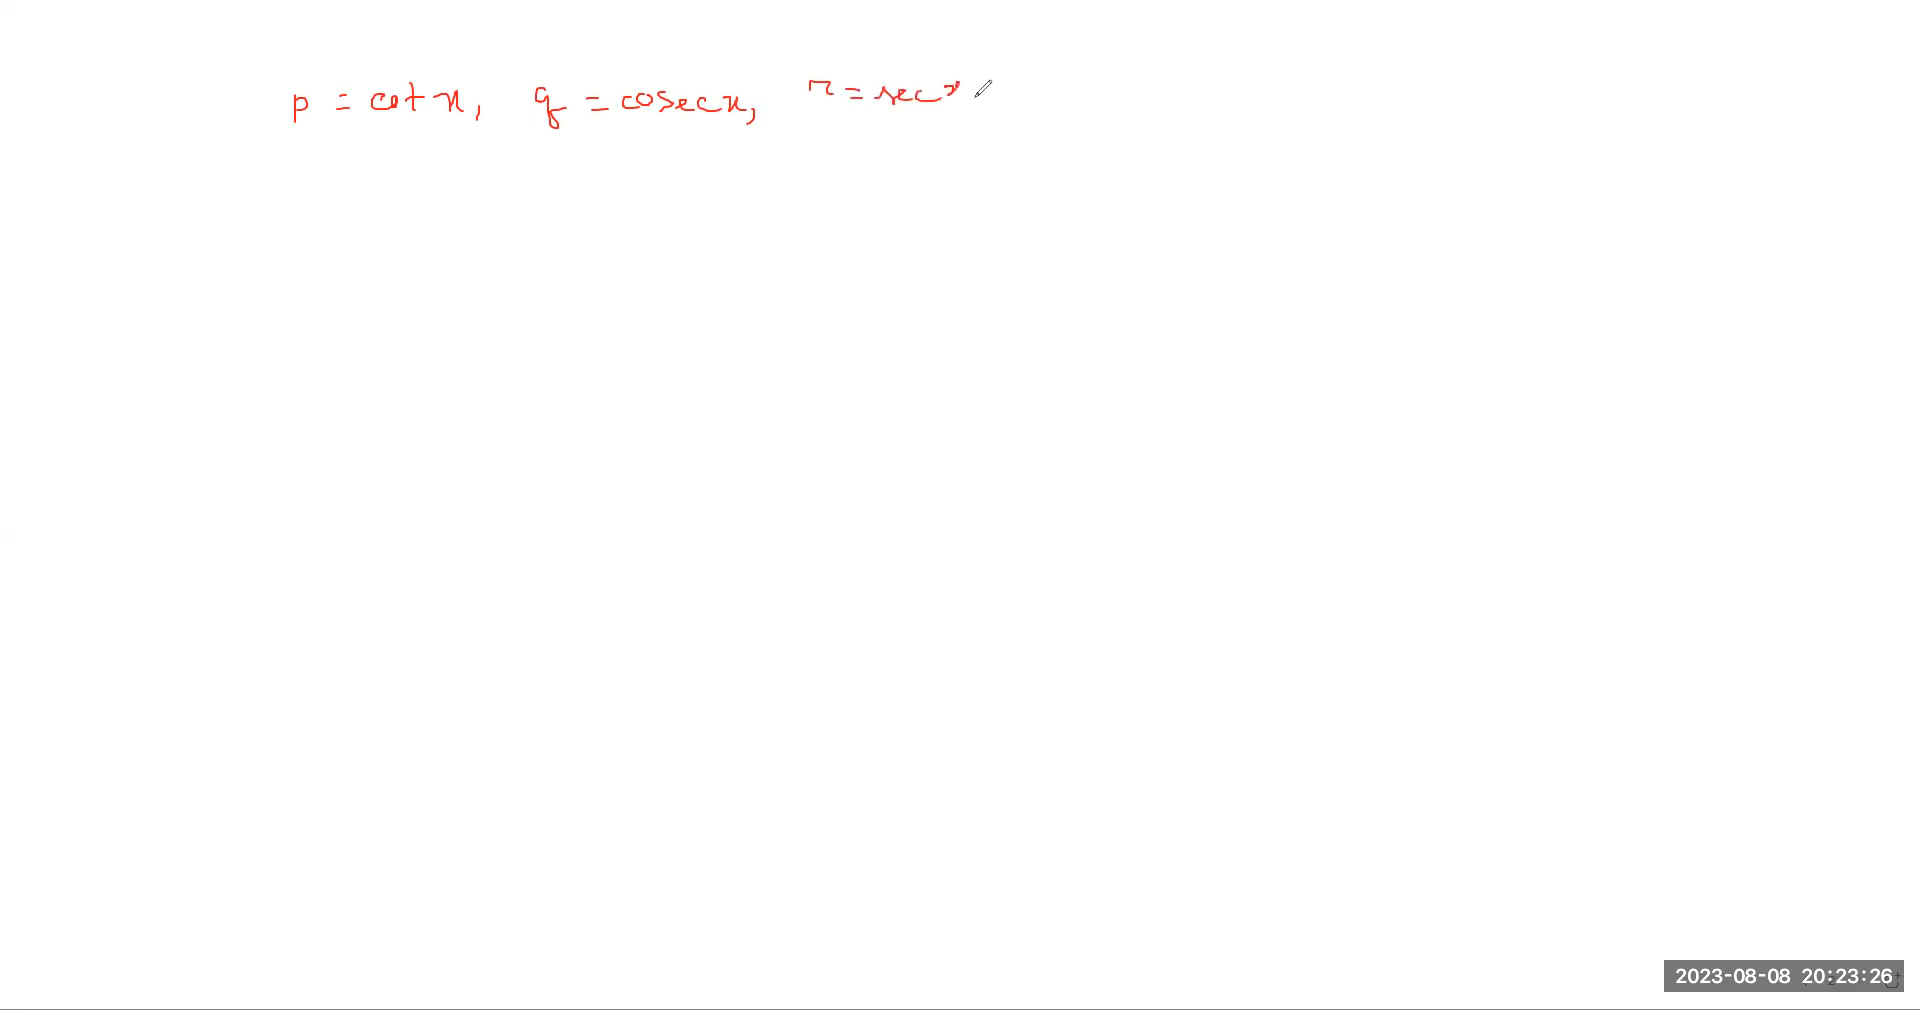 p = cot x, q = cosec x, r = sec x
2023-08-08 20:23:26